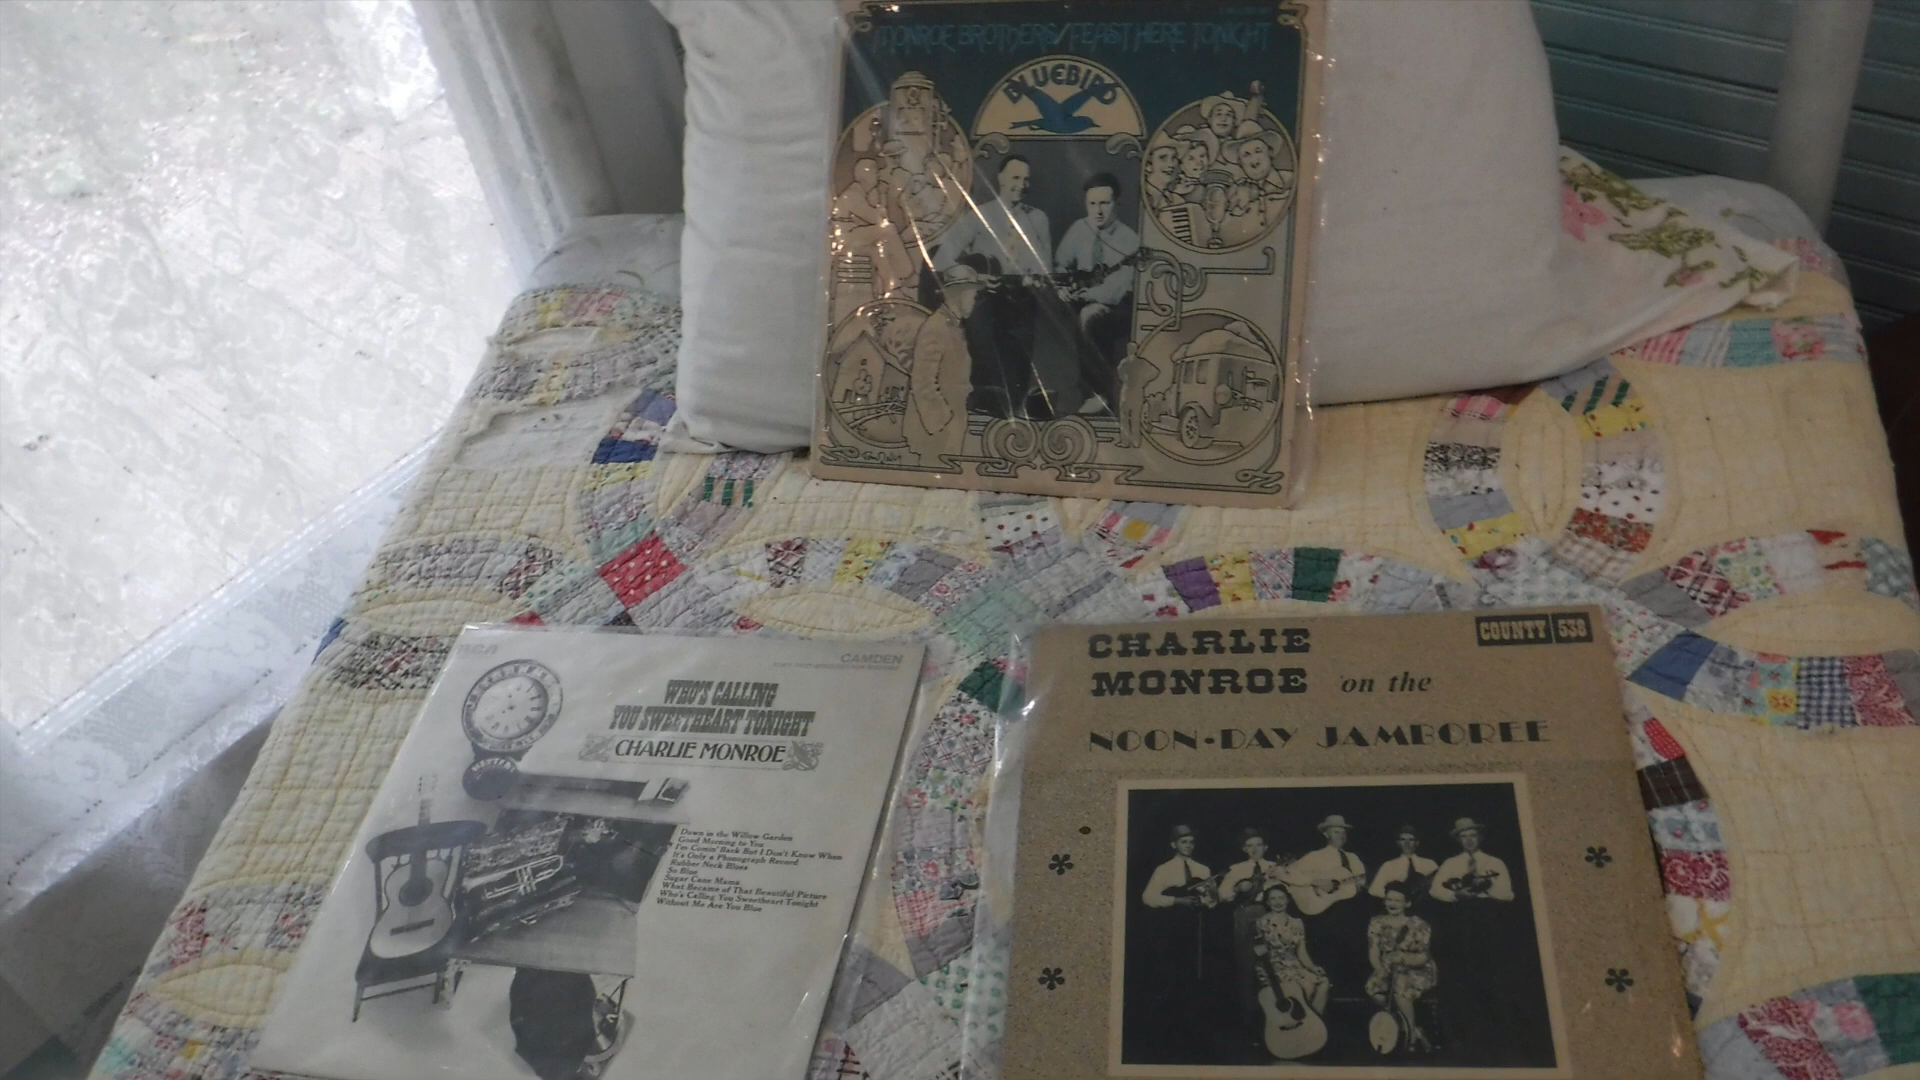 MONROE BROTHERS/FEAST HERE TONIGHT
BLUEBIRD
RCA
CAMDEN
WHO'S CALLING
YOU SWEETHEART TONIGHT
CHARLIE MONROE
Down in the Willow Garden
Good Morning to You
I'm Comin' Back But I Don't Know When
It's Only a Phonograph Record
Rubber Neck Blues
So Blue
Sugar Cane Mama
What Became of That Beautiful Picture
Who's Calling You Sweetheart Tonight
Without Me Are You Blue
CHARLIE
MONROE on the
NOON-DAY JAMBOREE
COUNTY 538